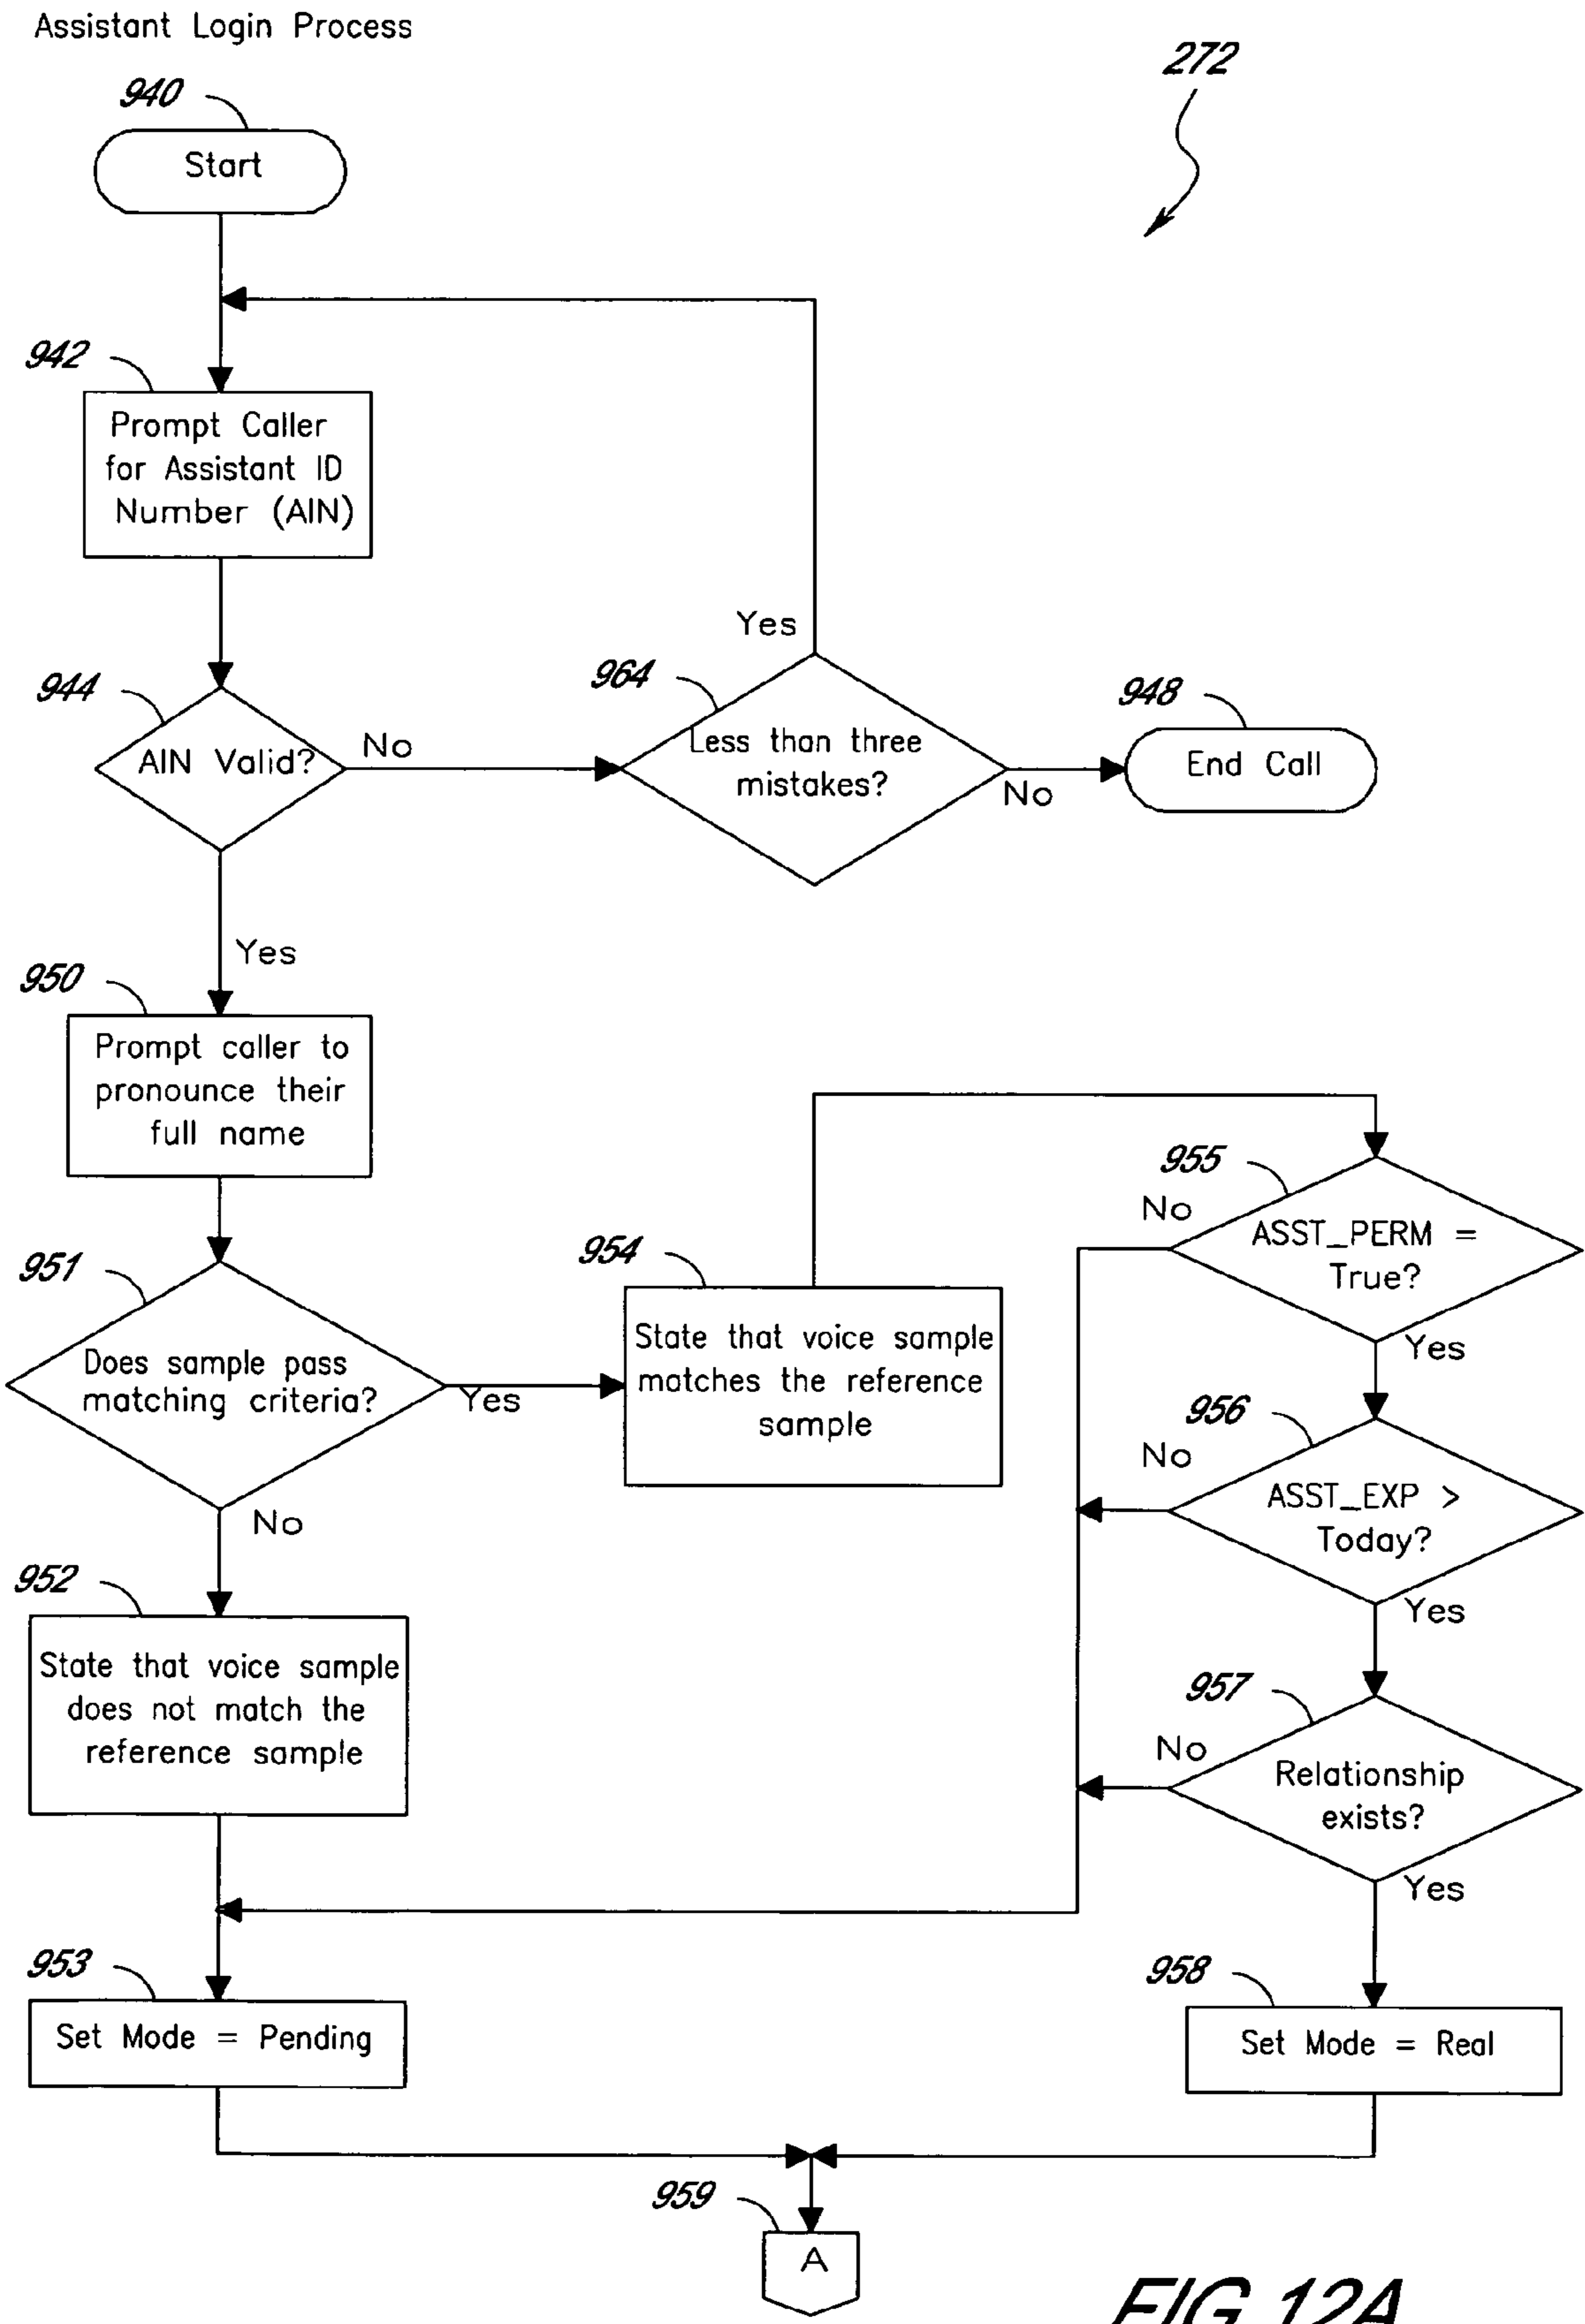 Assistant Login Process
272
940
Start
942
Prompt Caller
for Assistant ID
Number (AIN)
Yes
944
AIN Valid?
No
964
Less than three
mistakes?
No
948
End Call
Yes
950
Prompt caller to
pronounce their
full name
951
Does sample pass
matching criteria?
Yes
954
State that voice sample
matches the reference
sample
955
No
ASST_PERM =
True?
Yes
956
No
ASST_EXP >
Today?
Yes
No
952
State that voice sample
does not match the
reference sample
957
No
Relationship
exists?
Yes
953
Set Mode = Pending
958
Set Mode = Real
959
A
FIG. 12A